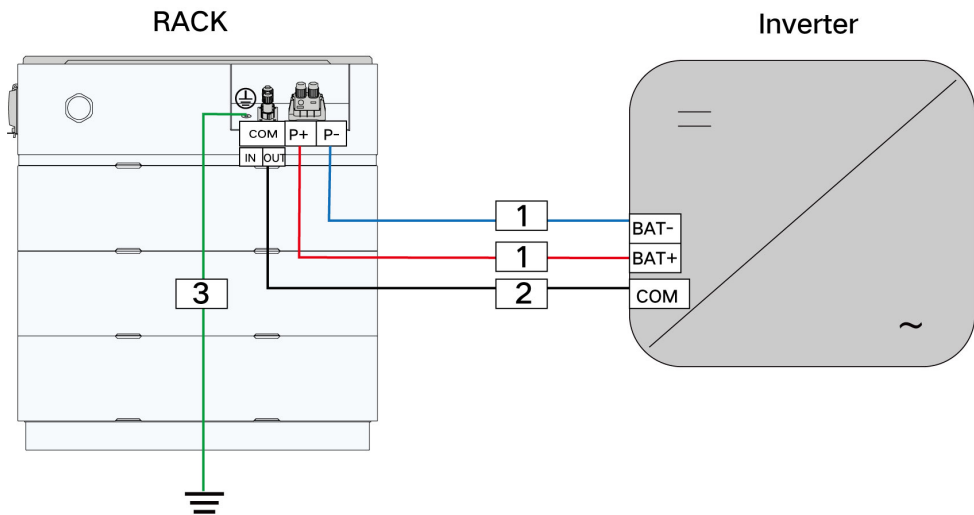 RACK
Inverter
COM P+ P-
IN OUT
1
BAT-
1
BAT+
2
COM
3
~